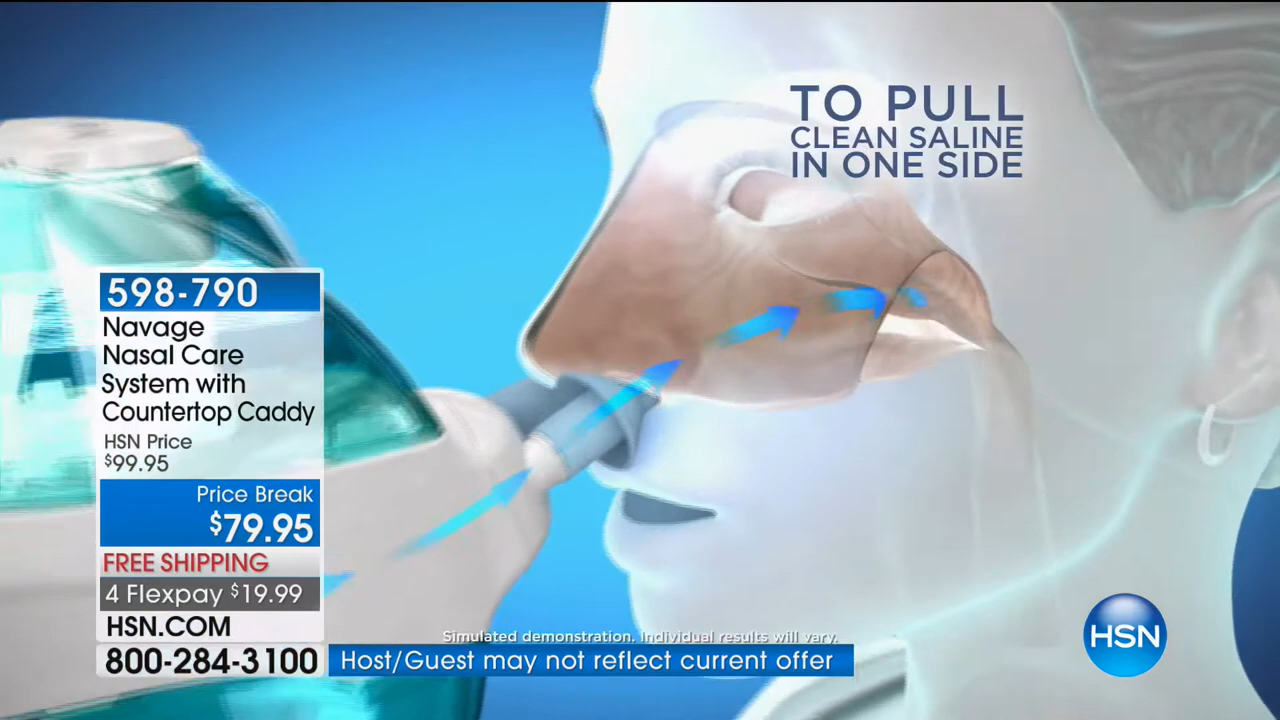 TO PULL
CLEAN SALINE
IN ONE SIDE
598-790
Navage
Nasal Care
System with
Countertop Caddy
HSN Price
$99.95
Price Break
$79.95
FREE SHIPPING
4 Flexpay $19.99
HSN.COM
800-284-3100
Simulated demonstration. Individual results will vary.
Host/Guest may not reflect current offer
HSN